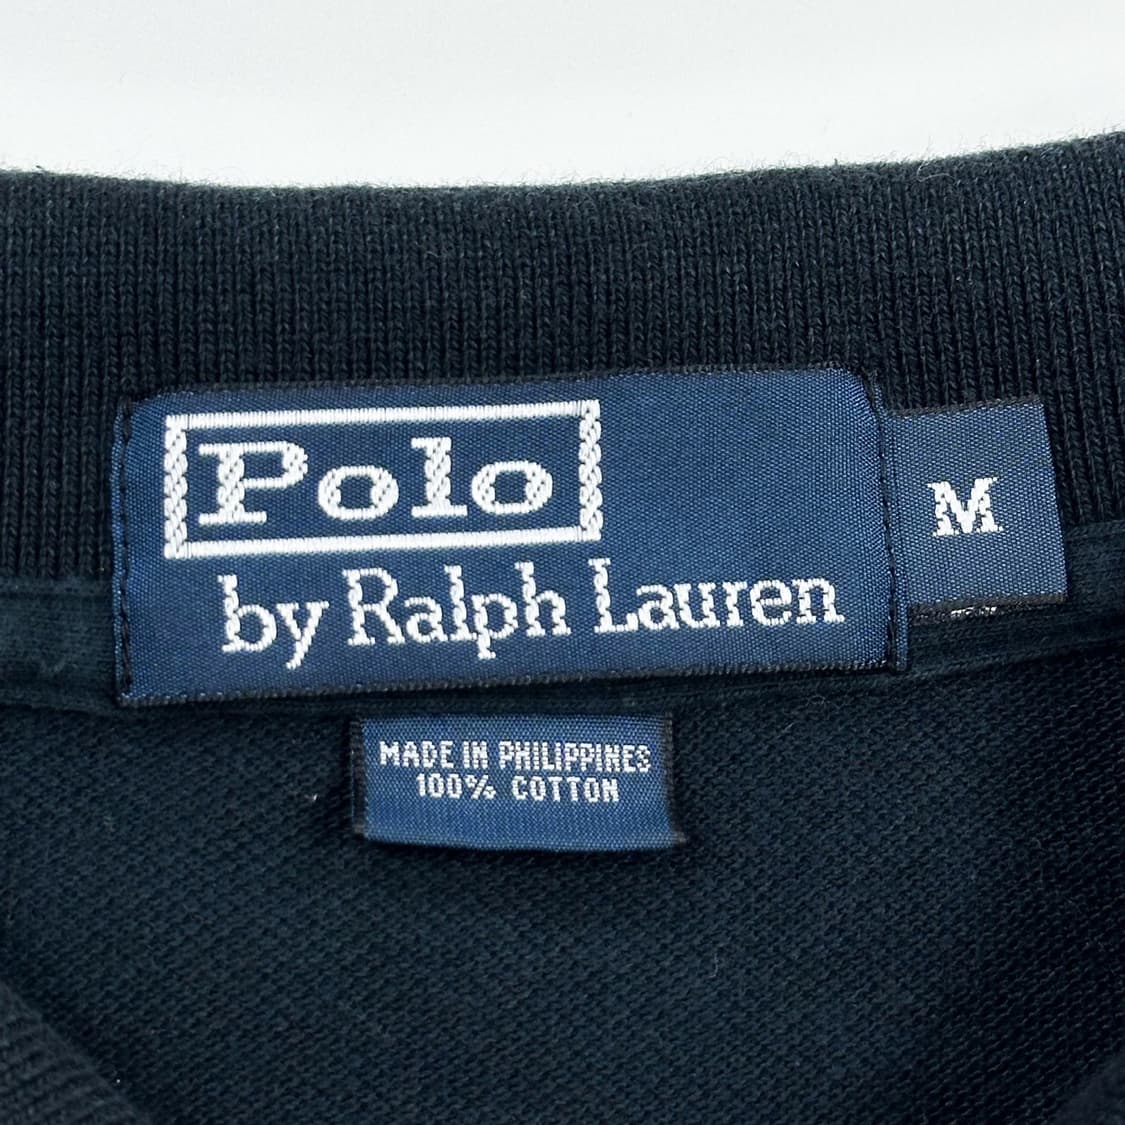 Polo
by Ralph Lauren
M
MADE IN PHILIPPINES
100% COTTON